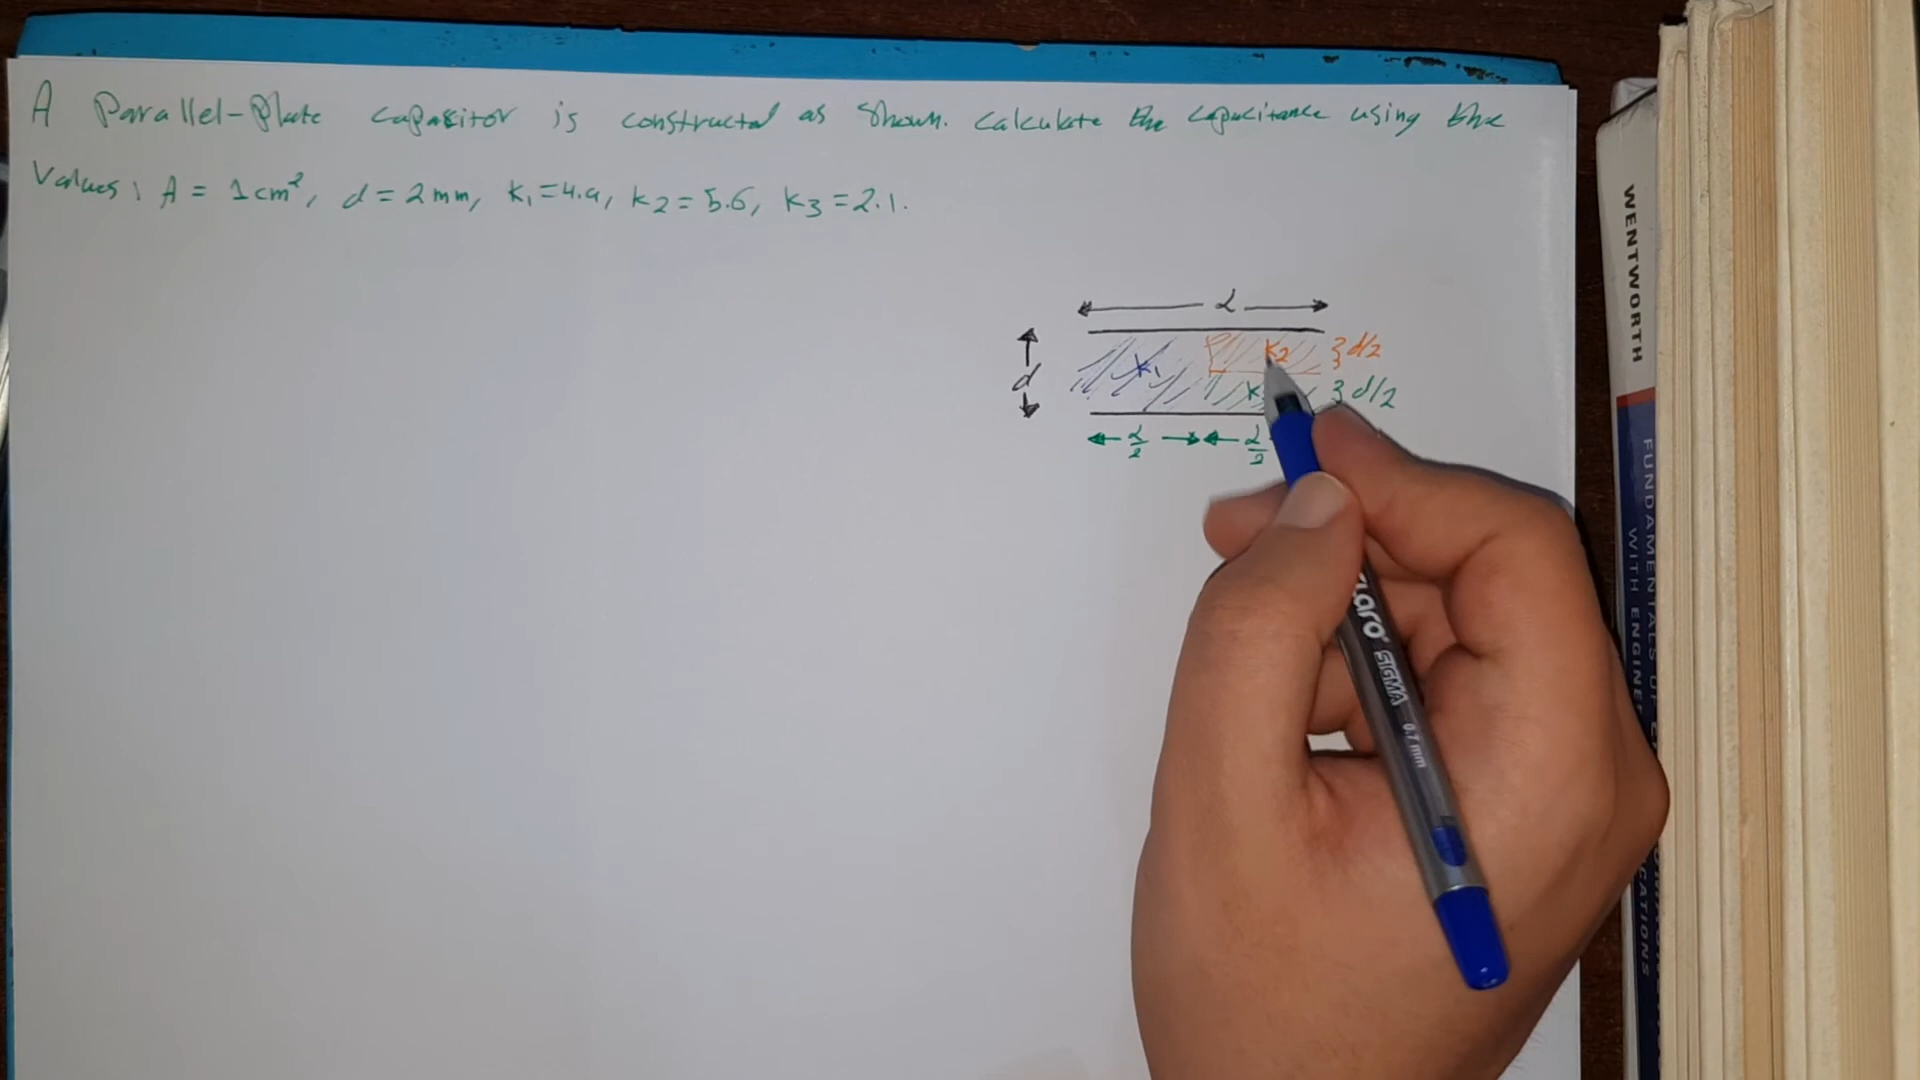 A Parallel-Plate capacitor is constructed as shown. Calculate the capacitance using the
Values: A = 1cm², d = 2mm, K₁=4.9, K₂=5.6, K3=2.1.
L
K₁
K2
} d/2
d
K
} d/2
L/2
L/2
Laro SIGMA 0.7 mm
WENTWORTH
FUNDAMENTALS OF
WITH ENGINE
CATIONS